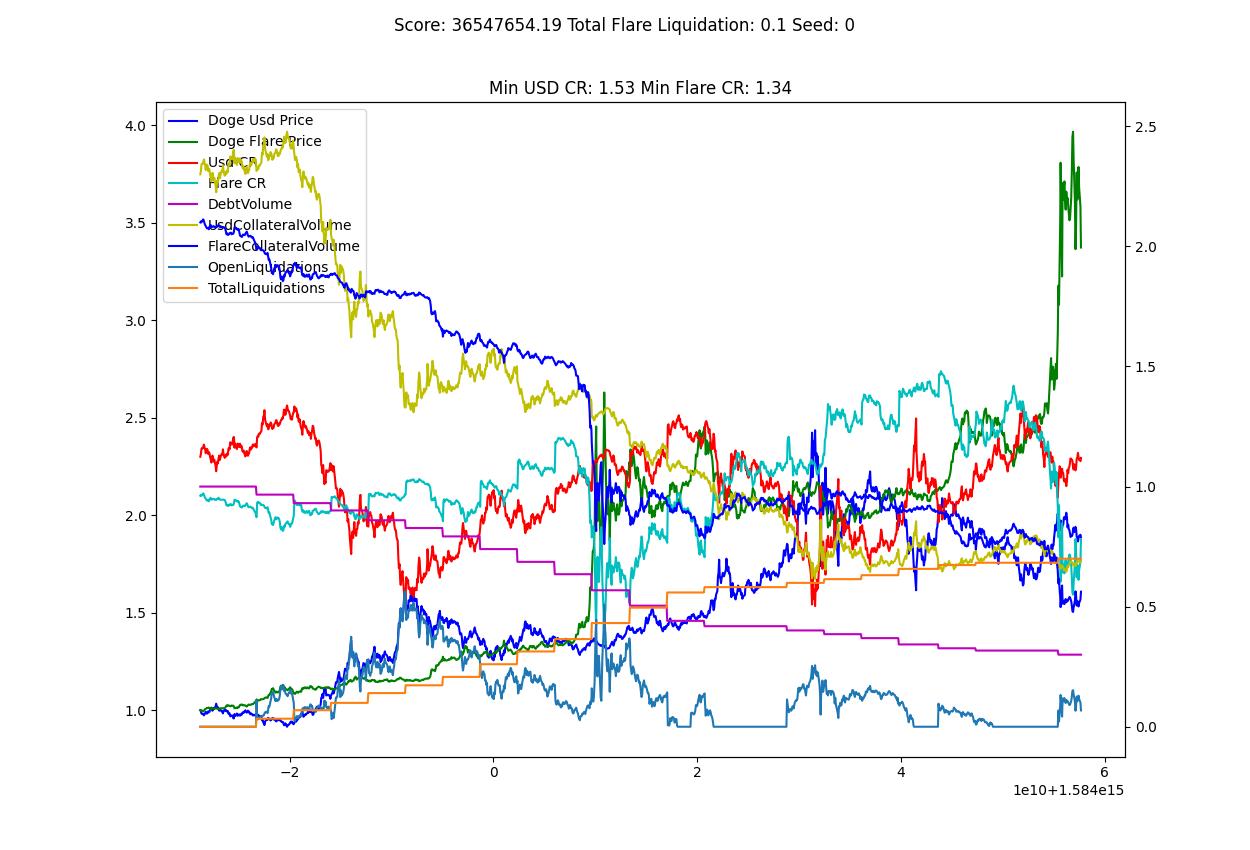 Score: 36547654.19 Total Flare Liquidation: 0.1 Seed: 0
Min USD CR: 1.53 Min Flare CR: 1.34
Doge Usd Price
Doge Flare Price
Usd CR
Flare CR
DebtVolume
UsdCollateralVolume
FlareCollateralVolume
OpenLiquidations
TotalLiquidations
4.0
3.5
3.0
2.5
2.0
1.5
1.0
2.5
2.0
1.5
1.0
0.5
0.0
−2 0 2 4 6
1e10+1.584e15